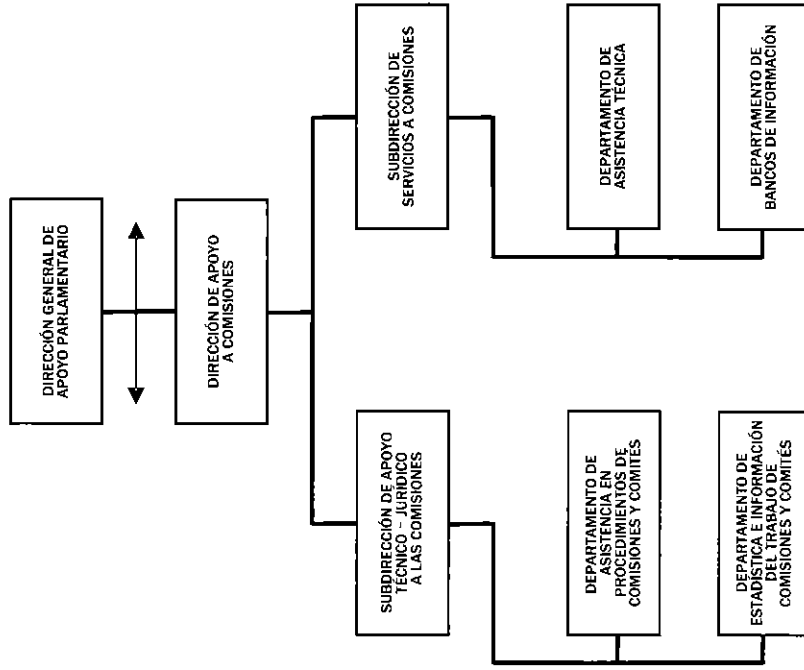 DIRECCIÓN GENERAL DE
APOYO PARLAMENTARIO
DIRECCIÓN DE APOYO
A COMISIONES
SUBDIRECCIÓN DE APOYO
TÉCNICO - JURÍDICO
A LAS COMISIONES
SUBDIRECCIÓN DE
SERVICIOS A COMISIONES
DEPARTAMENTO DE
ASISTENCIA EN
PROCEDIMIENTOS DE
COMISIONES Y COMITÉS
DEPARTAMENTO DE
ASISTENCIA TÉCNICA
DEPARTAMENTO DE
ESTADÍSTICA E INFORMACIÓN
DEL TRABAJO DE
COMISIONES Y COMITÉS
DEPARTAMENTO DE
BANCOS DE INFORMACIÓN